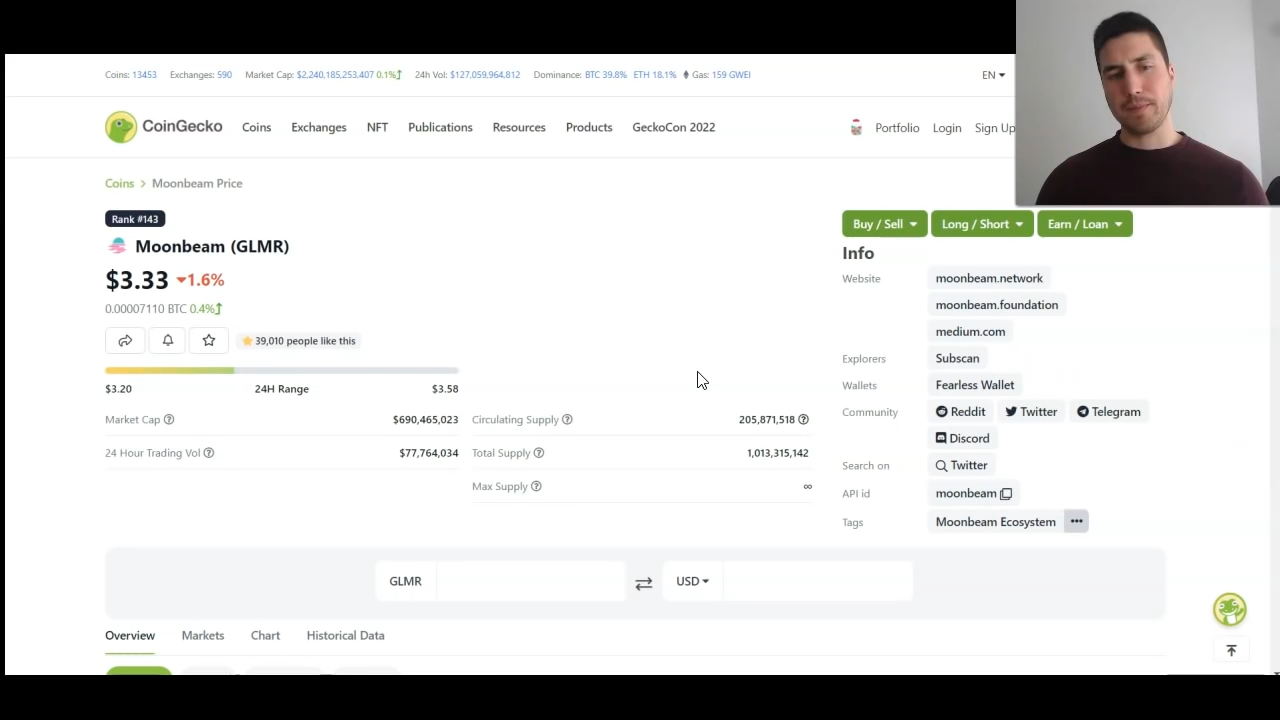 Coins: 13453 Exchanges: 590 Market Cap: $2,240,185,253,407 0.1% 24h Vol: $127,059,964,812 Dominance: BTC 39.8% ETH 18.1% Gas: 159 GWEI EN
CoinGecko Coins Exchanges NFT Publications Resources Products GeckoCon 2022 Portfolio Login Sign Up
Coins > Moonbeam Price
Rank #143
Moonbeam (GLMR)
$3.33 1.6%
0.00007110 BTC 0.4%
39,010 people like this
$3.20 24H Range $3.58
Market Cap $690,465,023
24 Hour Trading Vol $77,764,034
Circulating Supply 205,871,518
Total Supply 1,013,315,142
Max Supply ∞
Buy / Sell Long / Short Earn / Loan
Info
Website moonbeam.network
moonbeam.foundation
medium.com
Explorers Subscan
Wallets Fearless Wallet
Community Reddit Twitter Telegram
Discord
Search on Twitter
API id moonbeam
Tags Moonbeam Ecosystem •••
GLMR USD
Overview Markets Chart Historical Data